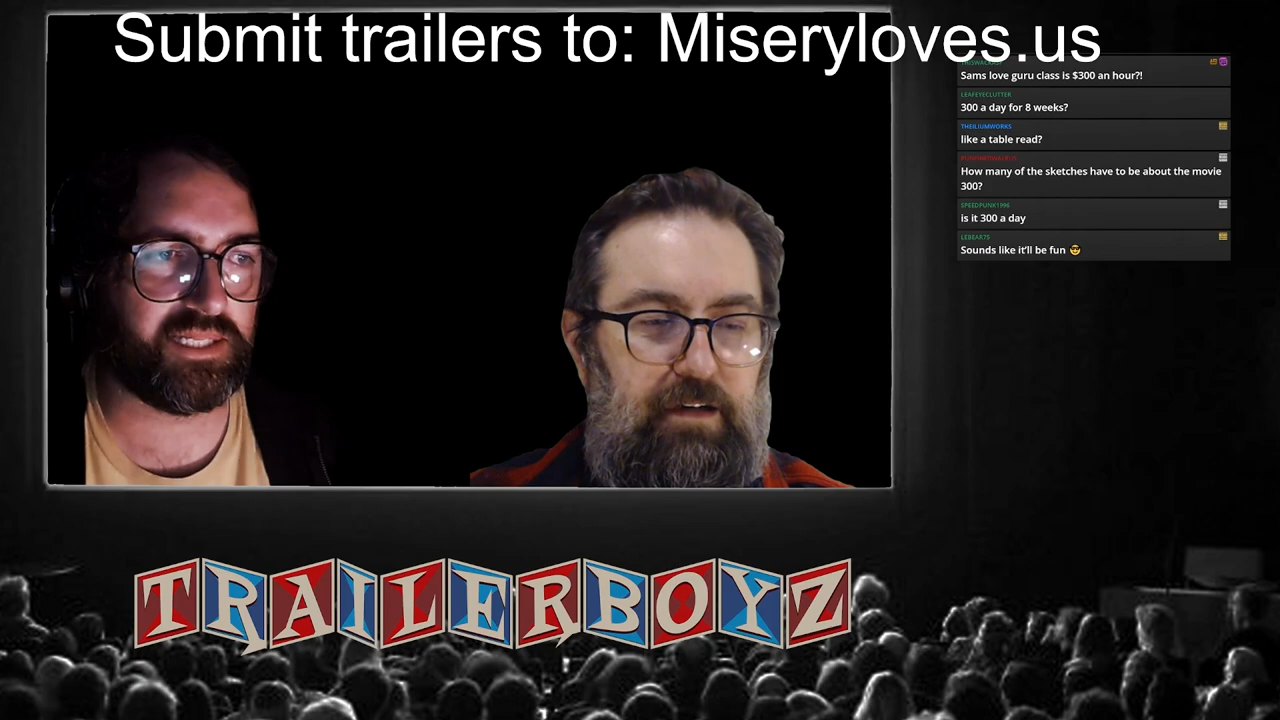 Submit trailers to: Miseryloves.us
Sams love guru class is $300 an hour?!
LEAFEYECLUTTER
300 a day for 8 weeks?
THEILIUMWORKS
like a table read?
How many of the sketches have to be about the movie
300?
SPEEDPUNK1996
is it 300 a day
LEBEAR75
Sounds like it'll be fun 😎
TRAILERBOYZ